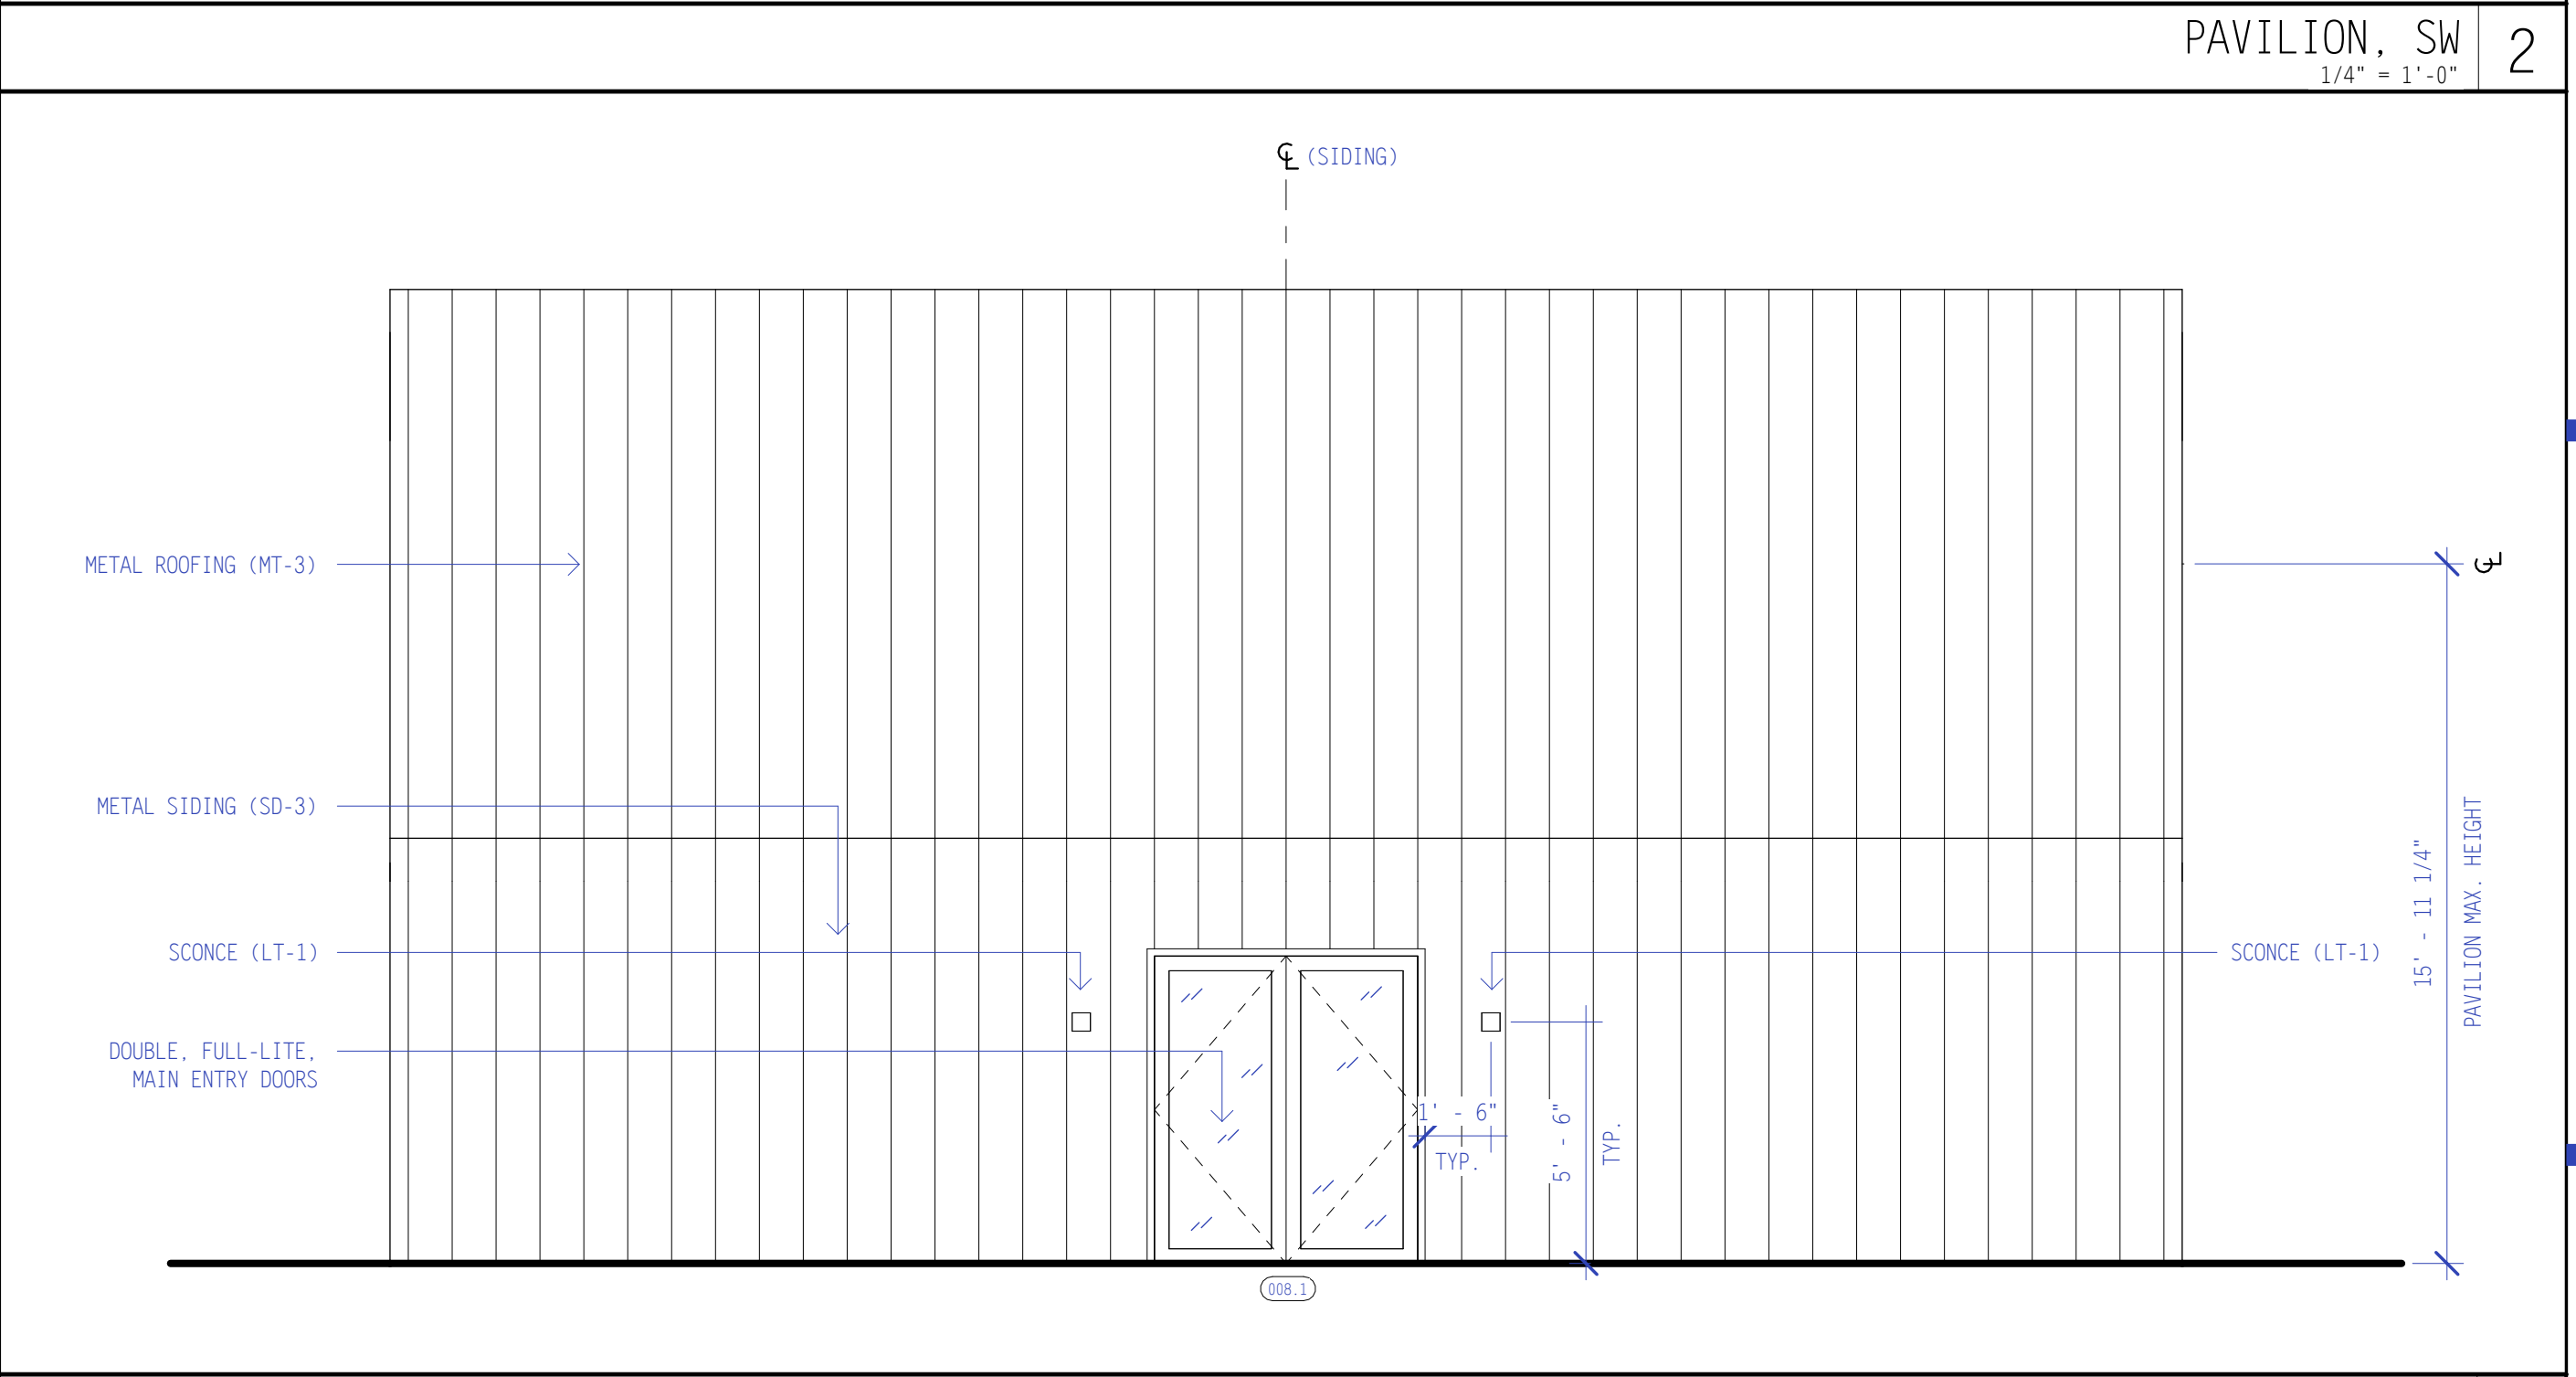 PAVILION, SW
1/4" = 1'-0"
2
℄ (SIDING)
METAL ROOFING (MT-3)
℄
METAL SIDING (SD-3)
15' - 11 1/4"
PAVILION MAX. HEIGHT
SCONCE (LT-1)
SCONCE (LT-1)
DOUBLE, FULL-LITE,
MAIN ENTRY DOORS
1' - 6"
TYP.
5' - 6"
TYP.
008.1